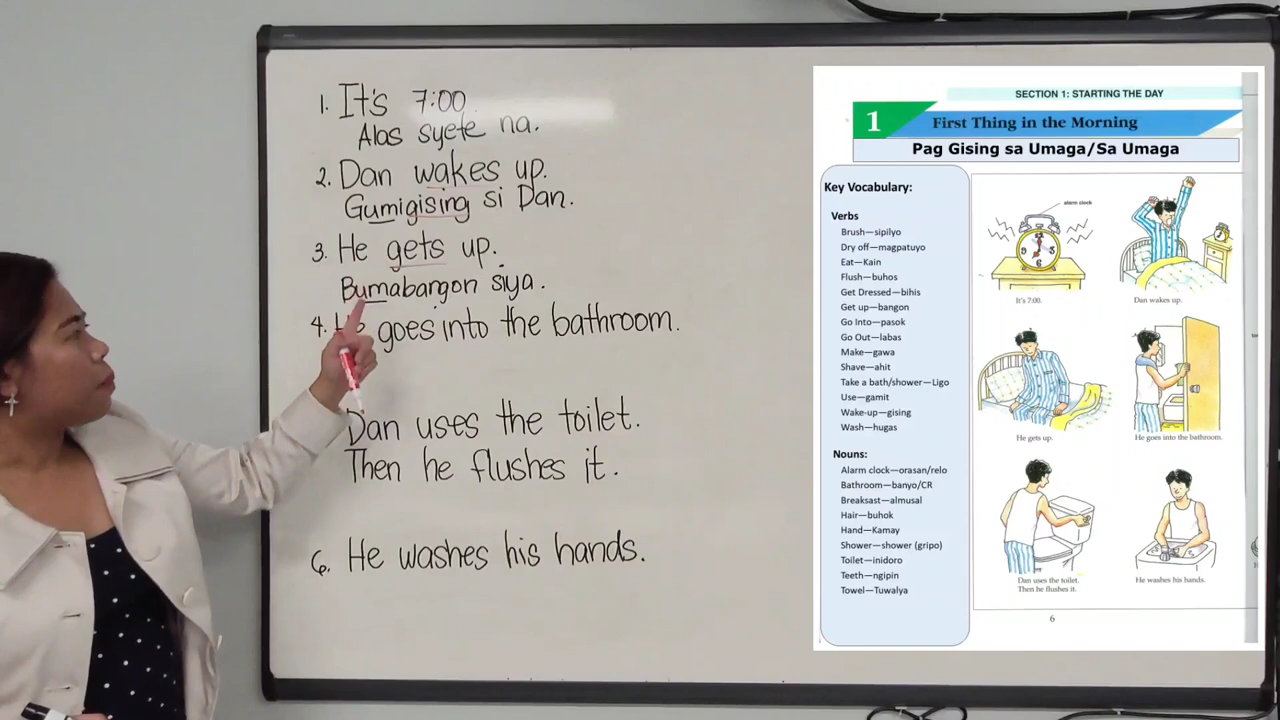 1. It's 7:00
Alas syete na.
2. Dan wakes up.
Gumigising si Dan.
3. He gets up.
Bumabangon siya.
4. goes into the bathroom.
Dan uses the toilet.
Then he flushes it.
6. He washes his hands.
SECTION 1: STARTING THE DAY
1 First Thing in the Morning
Pag Gising sa Umaga/Sa Umaga
Key Vocabulary:
Verbs
Brush—sipilyo
Dry off—magpatuyo
Eat—Kain
Flush—buhos
Get Dressed—bihis
Get up—bangon
Go Into—pasok
Go Out—labas
Make—gawa
Shave—ahit
Take a bath/shower—Ligo
Use—gamit
Wake-up—gising
Wash—hugas
Nouns:
Alarm clock—orasan/relo
Bathroom—banyo/CR
Breaksast—almusal
Hair—buhok
Hand—Kamay
Shower—shower (gripo)
Toilet—inidoro
Teeth—ngipin
Towel—Tuwalya
alarm clock
It's 7:00.
Dan wakes up.
He gets up.
He goes into the bathroom.
Dan uses the toilet.
Then he flushes it.
He washes his hands.
6